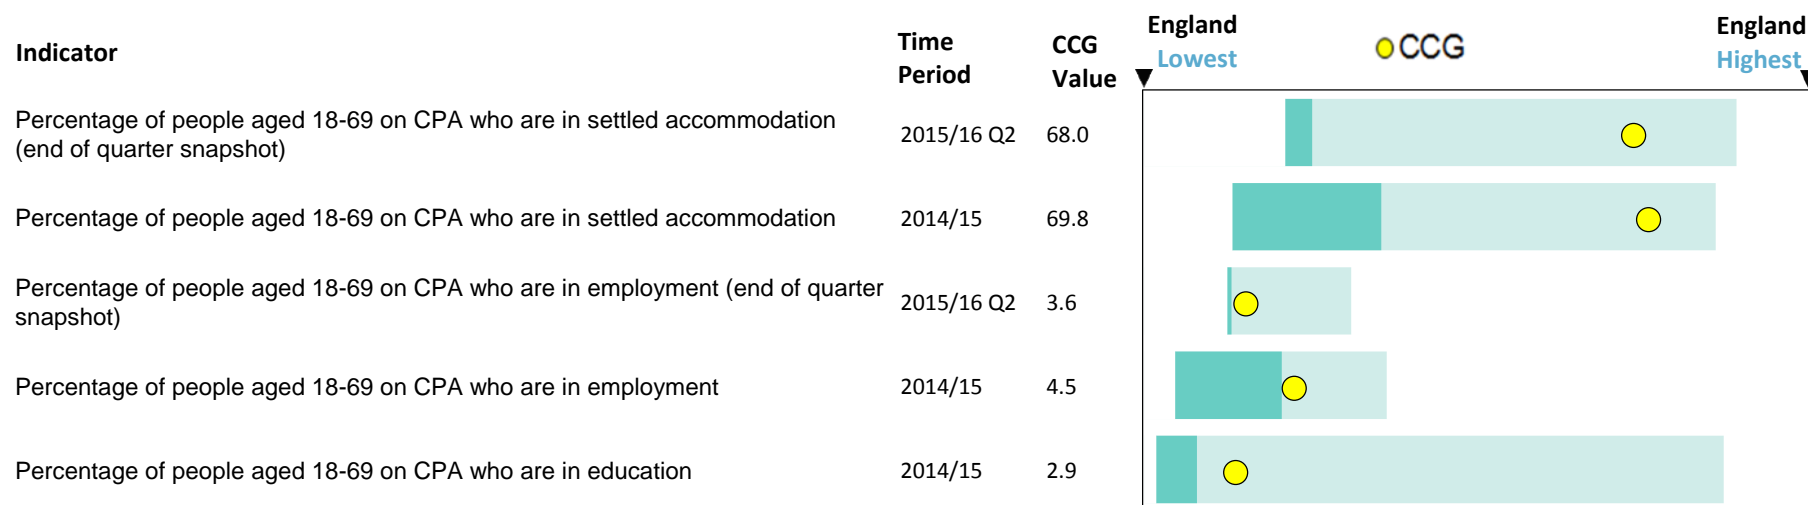 Indicator
Time
Period
CCG
Value
England
Lowest
CCG
England
Highest
Percentage of people aged 18-69 on CPA who are in settled accommodation
(end of quarter snapshot)
2015/16 Q2
68.0
Percentage of people aged 18-69 on CPA who are in settled accommodation
2014/15
69.8
Percentage of people aged 18-69 on CPA who are in employment (end of quarter
snapshot)
2015/16 Q2
3.6
Percentage of people aged 18-69 on CPA who are in employment
2014/15
4.5
Percentage of people aged 18-69 on CPA who are in education
2014/15
2.9